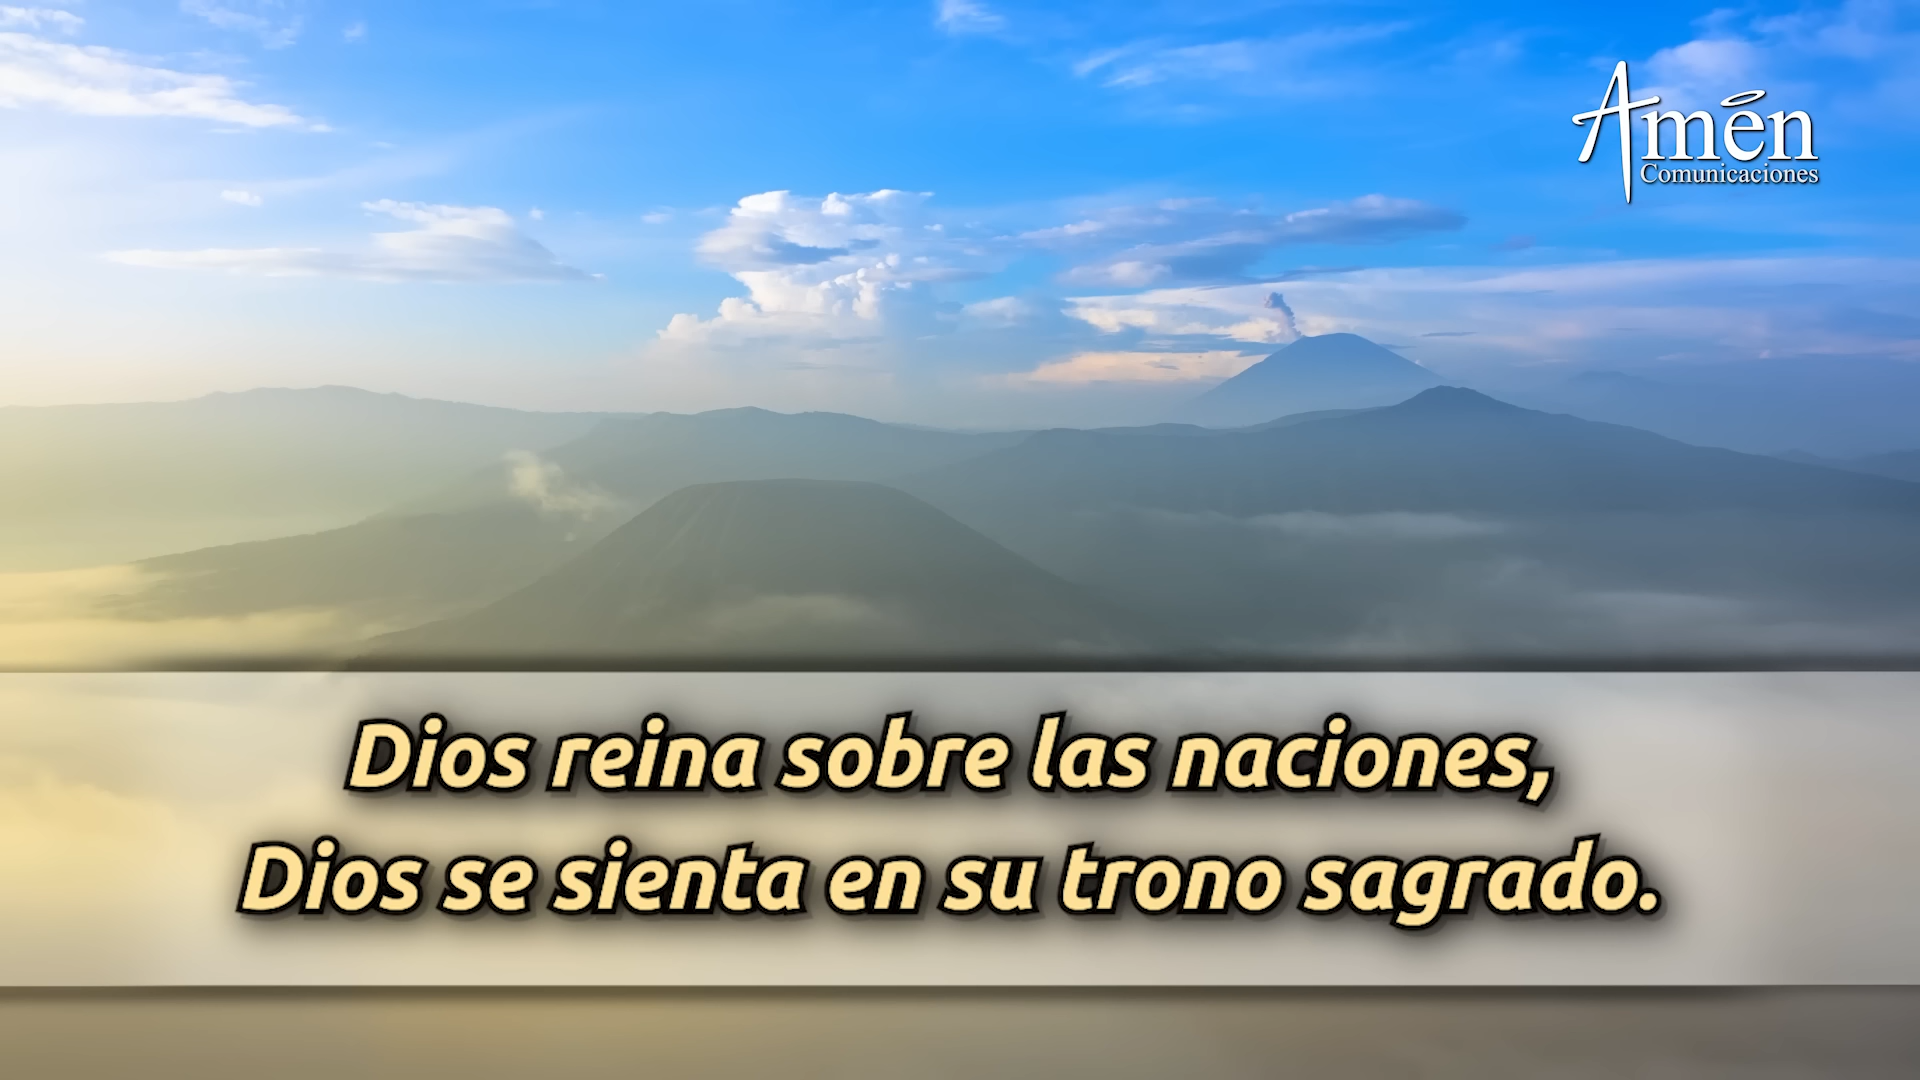 Amén
Comunicaciones
Dios reina sobre las naciones,
Dios se sienta en su trono sagrado.